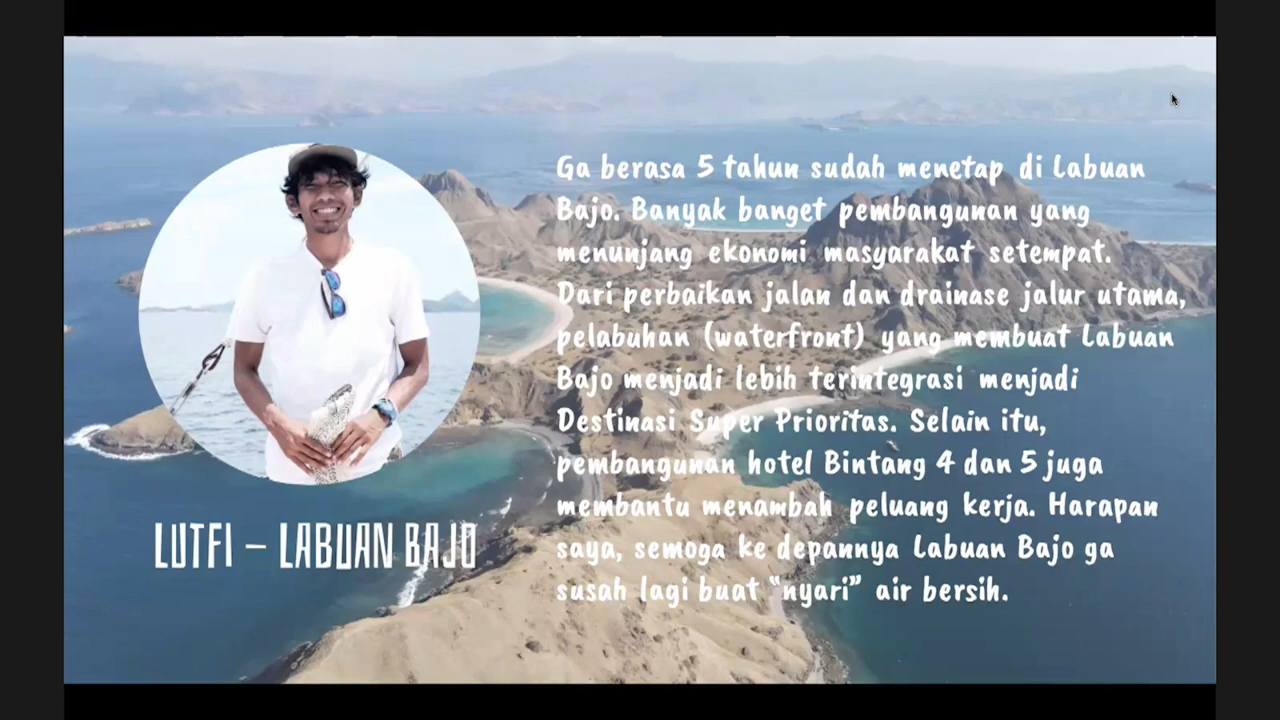 Ga berasa 5 tahun sudah menetap di Labuan
Bajo. Banyak banget pembangunan yang
menunjang ekonomi masyarakat setempat.
Dari perbaikan jalan dan drainase jalur utama,
pelabuhan (waterfront) yang membuat Labuan
Bajo menjadi lebih terintegrasi menjadi
Destinasi Super Prioritas. Selain itu,
pembangunan hotel Bintang 4 dan 5 juga
membantu menambah peluang kerja. Harapan
saya, semoga ke depannya Labuan Bajo ga
susah lagi buat “nyari” air bersih.
LUTFI – LABUAN BAJO